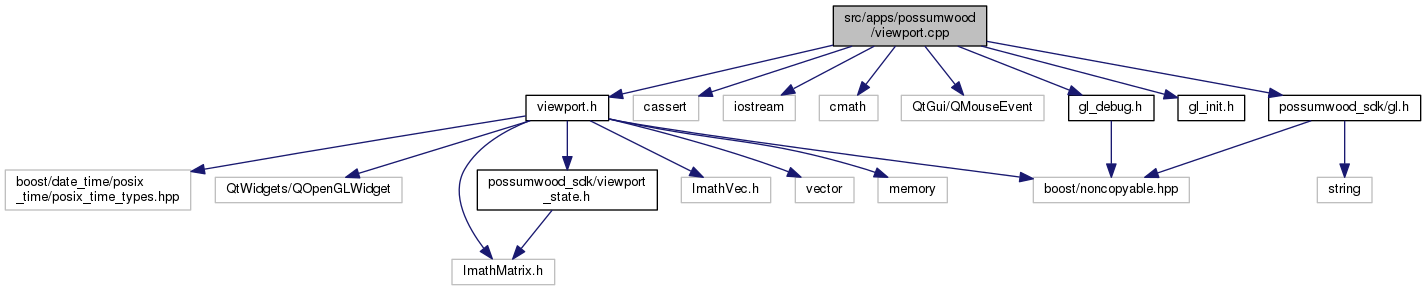 src/apps/possumwood
/viewport.cpp
viewport.h
cassert
iostream
cmath
QtGui/QMouseEvent
gl_debug.h
gl_init.h
possumwood_sdk/gl.h
boost/date_time/posix
_time/posix_time_types.hpp
QtWidgets/QOpenGLWidget
possumwood_sdk/viewport
_state.h
ImathVec.h
vector
memory
boost/noncopyable.hpp
string
ImathMatrix.h